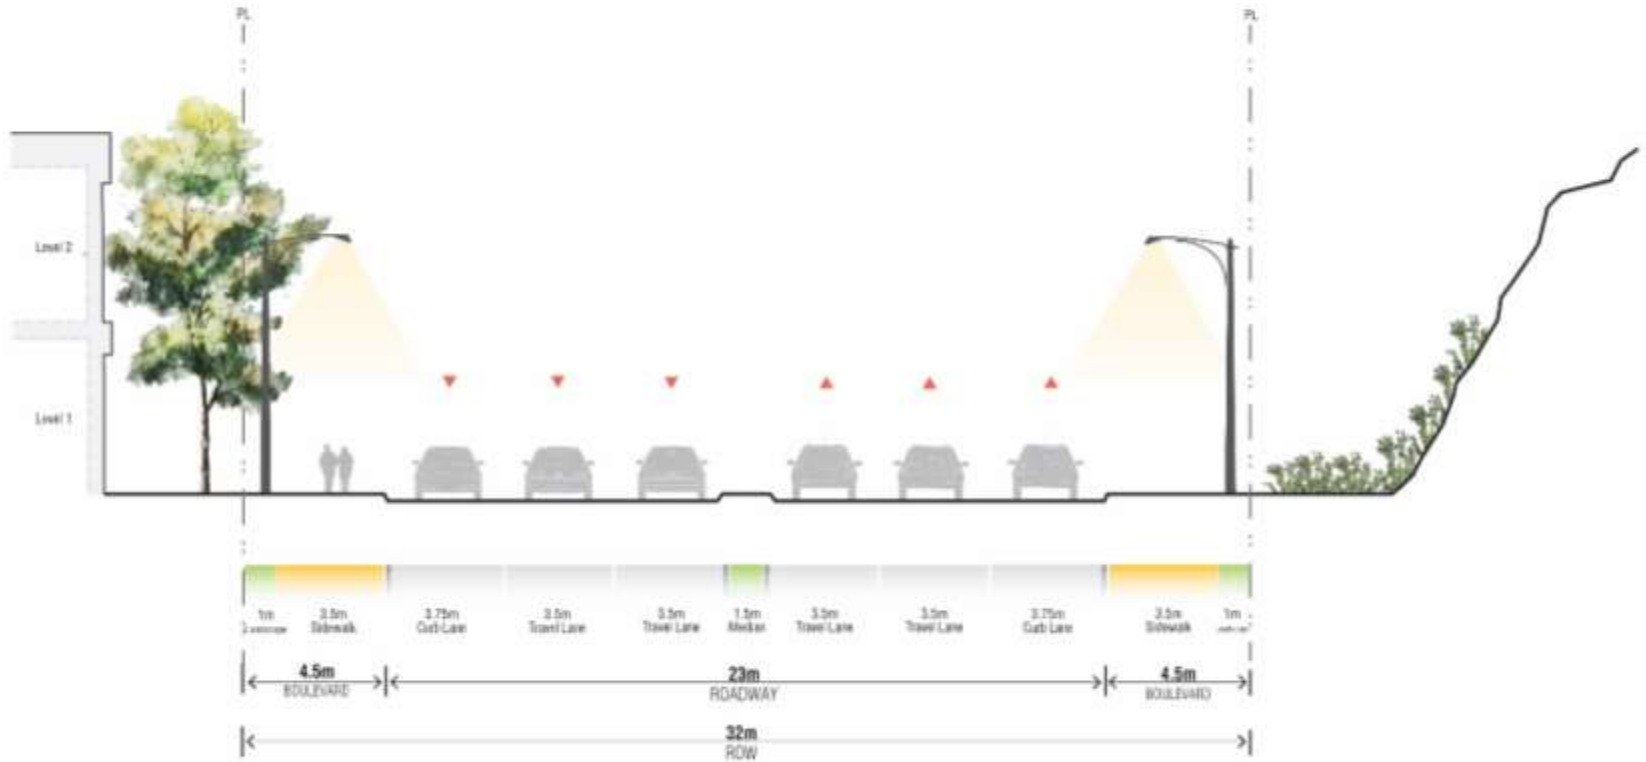 PL PL
Level 2
Level 1
1m 3.5m 3.75m 3.5m 3.5m 1.5m 3.5m 3.5m 3.75m 3.5m 1m
Sidewalk Curb Lane Travel Lane Travel Lane Median Travel Lane Travel Lane Curb Lane Sidewalk
4.5m 23m 4.5m
BOULEVARD ROADWAY BOULEVARD
32m
ROW